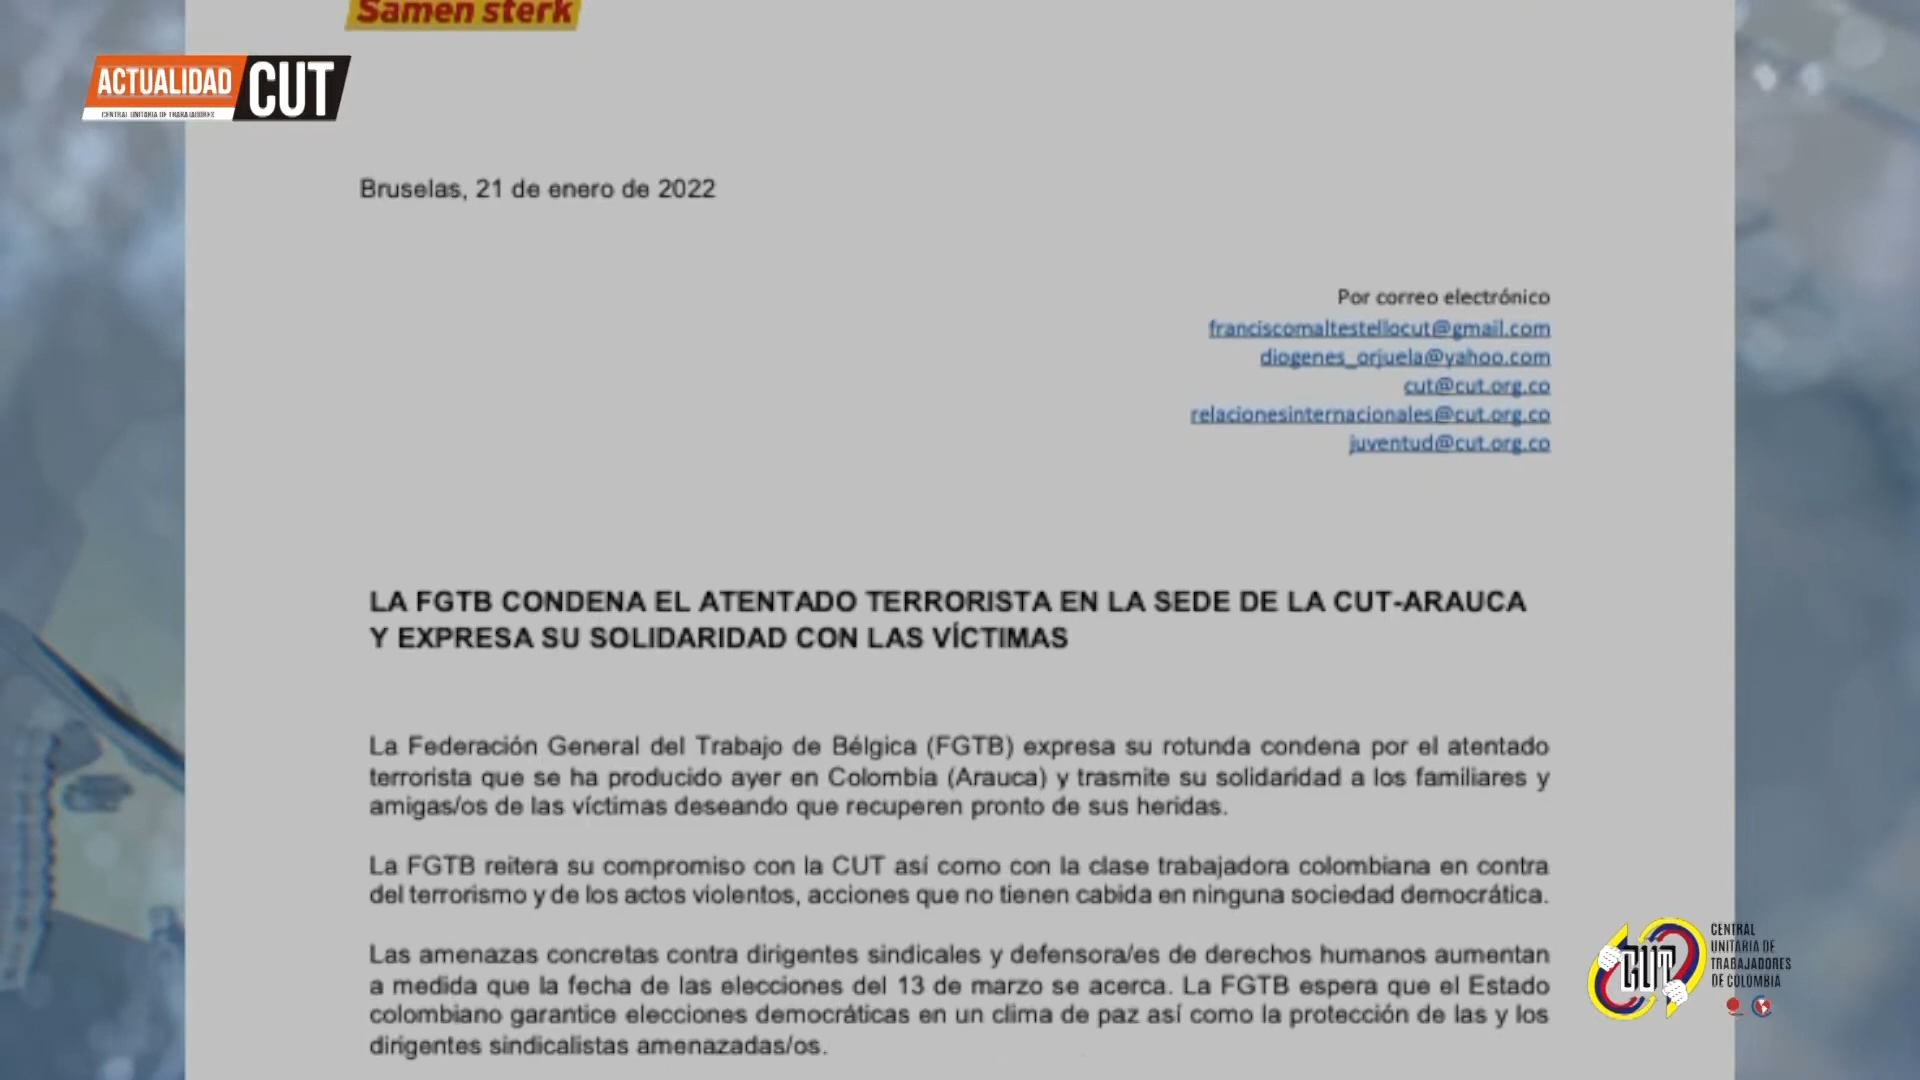 Samen sterk
ACTUALIDAD CUT
CENTRAL UNITARIA DE TRABAJADORES
Bruselas, 21 de enero de 2022
Por correo electrónico
franciscomaltestellocut@gmail.com
diogenes_orjuela@yahoo.com
cut@cut.org.co
relacionesinternacionales@cut.org.co
juventud@cut.org.co
LA FGTB CONDENA EL ATENTADO TERRORISTA EN LA SEDE DE LA CUT-ARAUCA
Y EXPRESA SU SOLIDARIDAD CON LAS VÍCTIMAS
La Federación General del Trabajo de Bélgica (FGTB) expresa su rotunda condena por el atentado
terrorista que se ha producido ayer en Colombia (Arauca) y trasmite su solidaridad a los familiares y
amigas/os de las víctimas deseando que recuperen pronto de sus heridas.
La FGTB reitera su compromiso con la CUT así como con la clase trabajadora colombiana en contra
del terrorismo y de los actos violentos, acciones que no tienen cabida en ninguna sociedad democrática.
Las amenazas concretas contra dirigentes sindicales y defensora/es de derechos humanos aumentan
a medida que la fecha de las elecciones del 13 de marzo se acerca. La FGTB espera que el Estado
colombiano garantice elecciones democráticas en un clima de paz así como la protección de las y los
dirigentes sindicalistas amenazadas/os.
CUT
CENTRAL
UNITARIA DE
TRABAJADORES
DE COLOMBIA